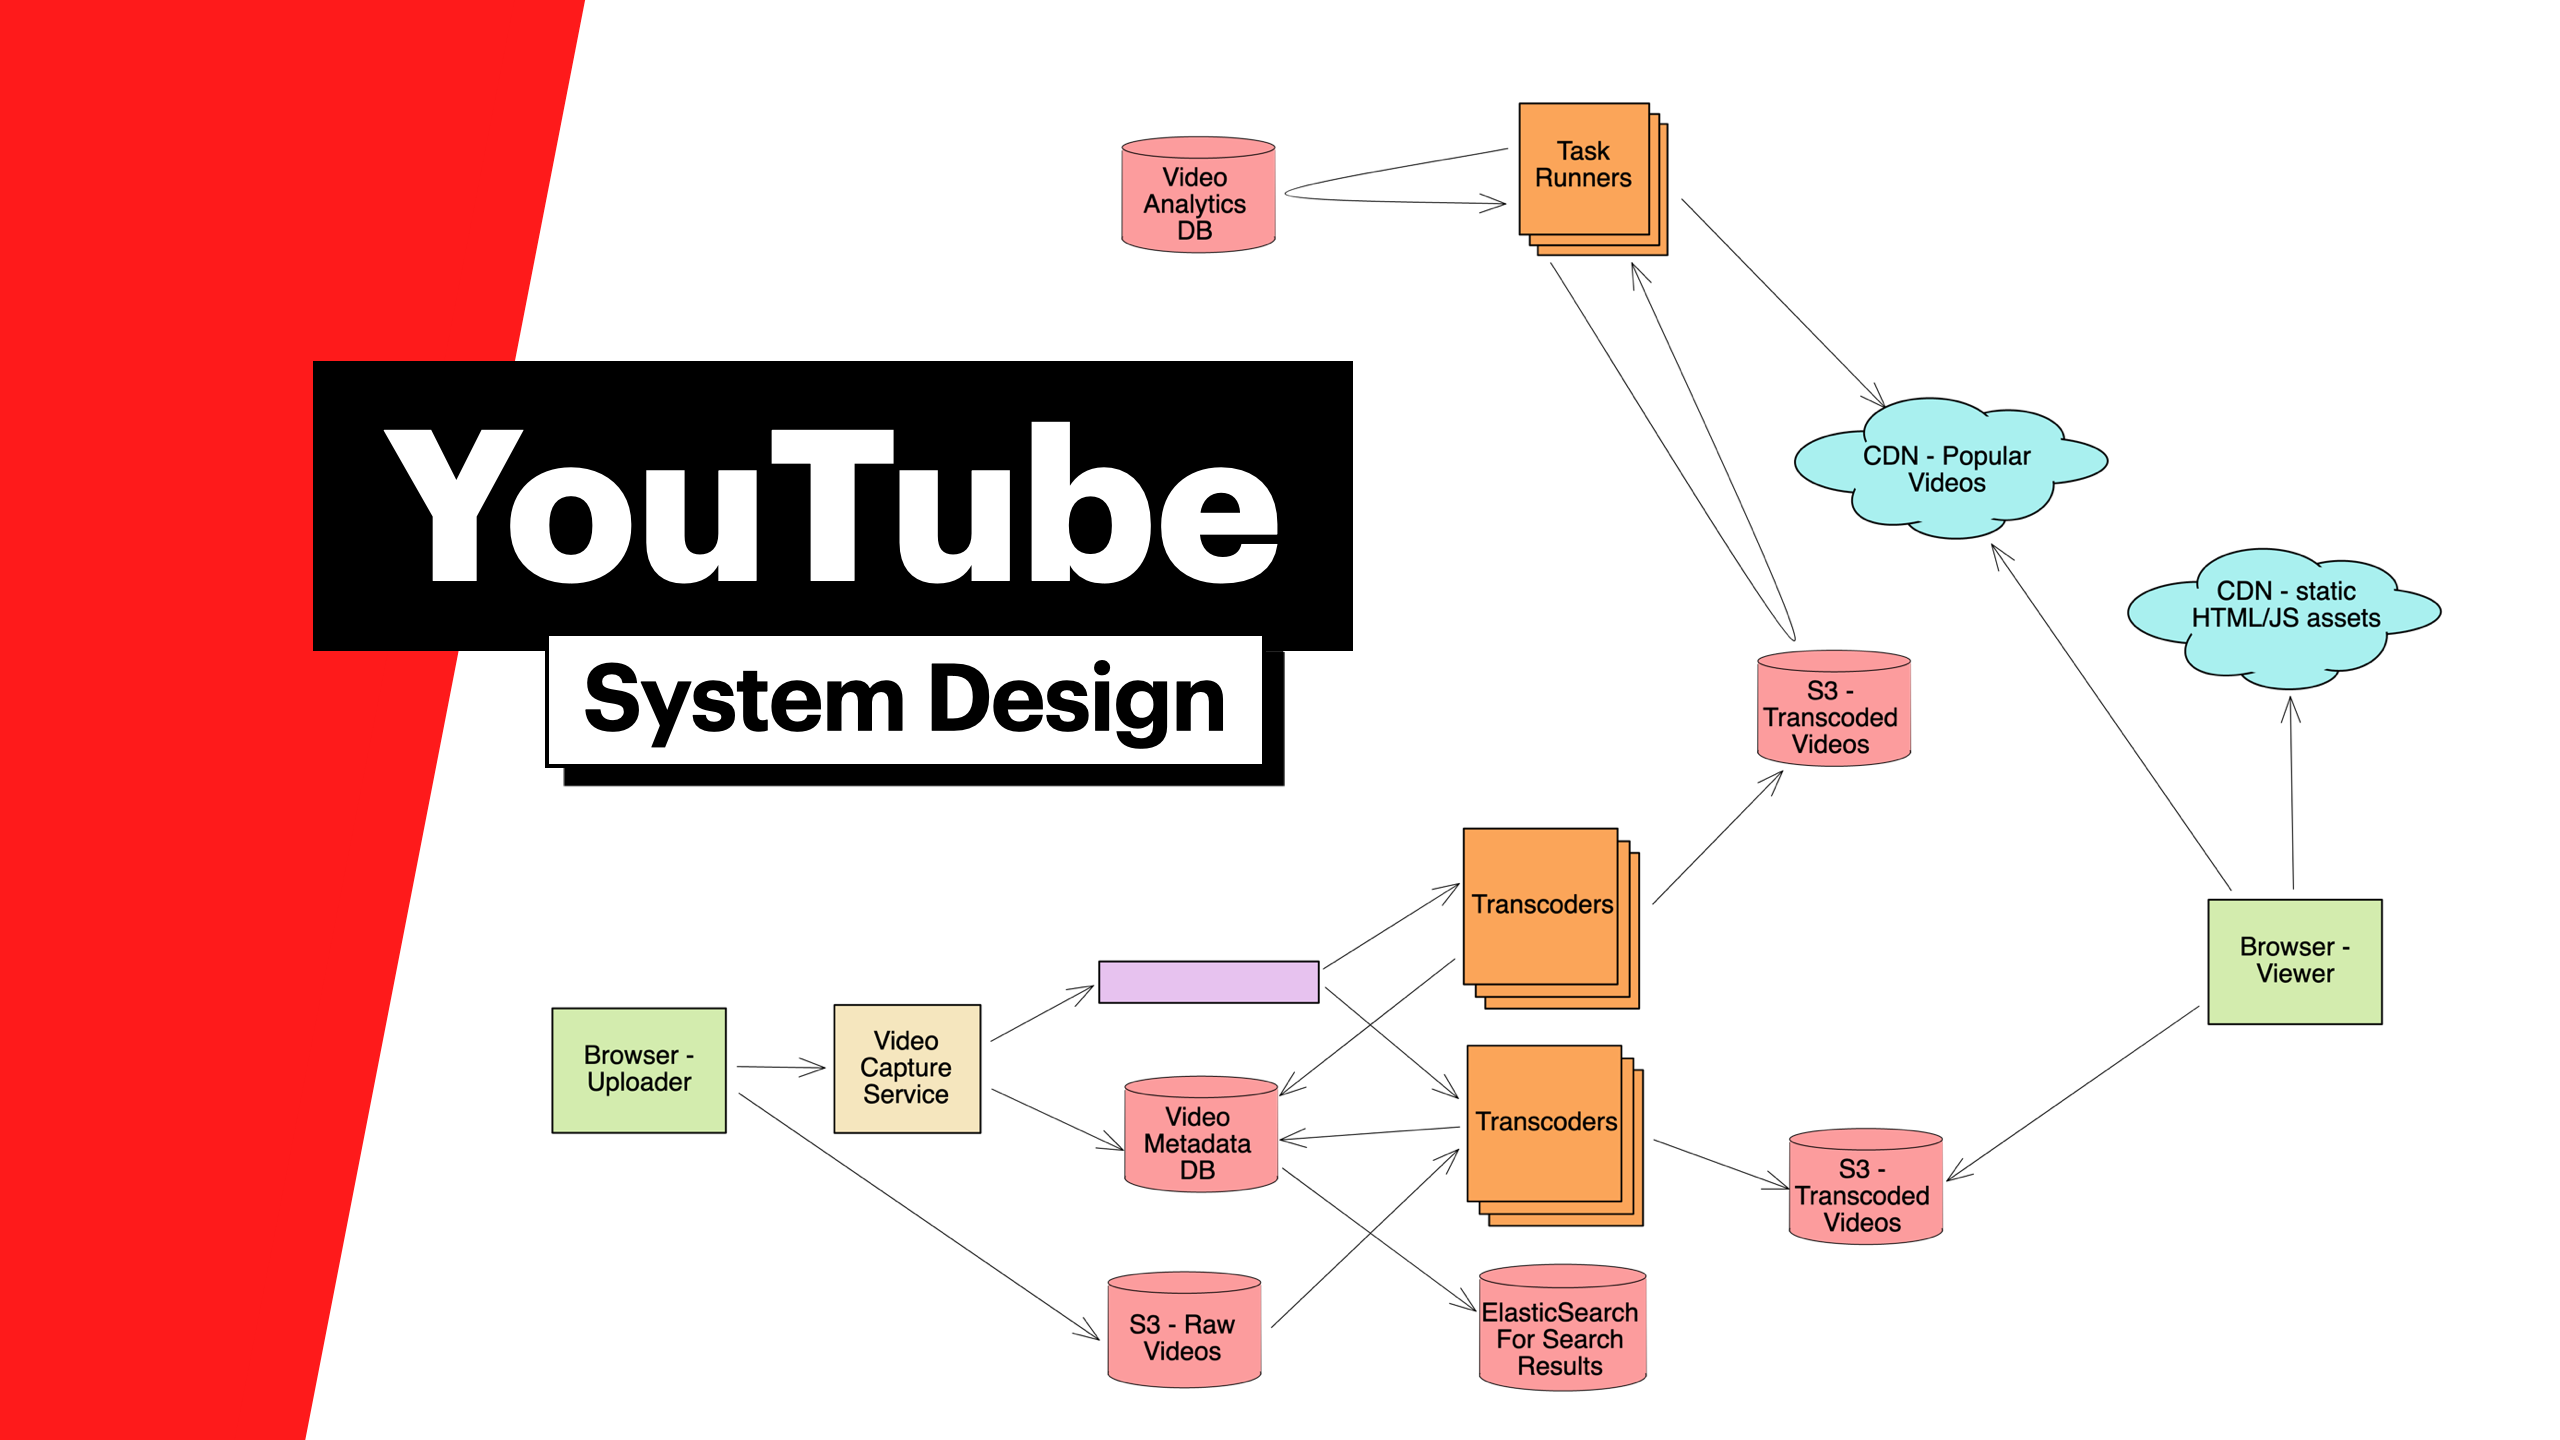 YouTube
System Design
Video
Analytics
DB
Task
Runners
CDN - Popular
Videos
CDN - static
HTML/JS assets
S3 -
Transcoded
Videos
Transcoders
Browser -
Viewer
Browser -
Uploader
Video
Capture
Service
Video
Metadata
DB
Transcoders
S3 -
Transcoded
Videos
S3 - Raw
Videos
ElasticSearch
For Search
Results